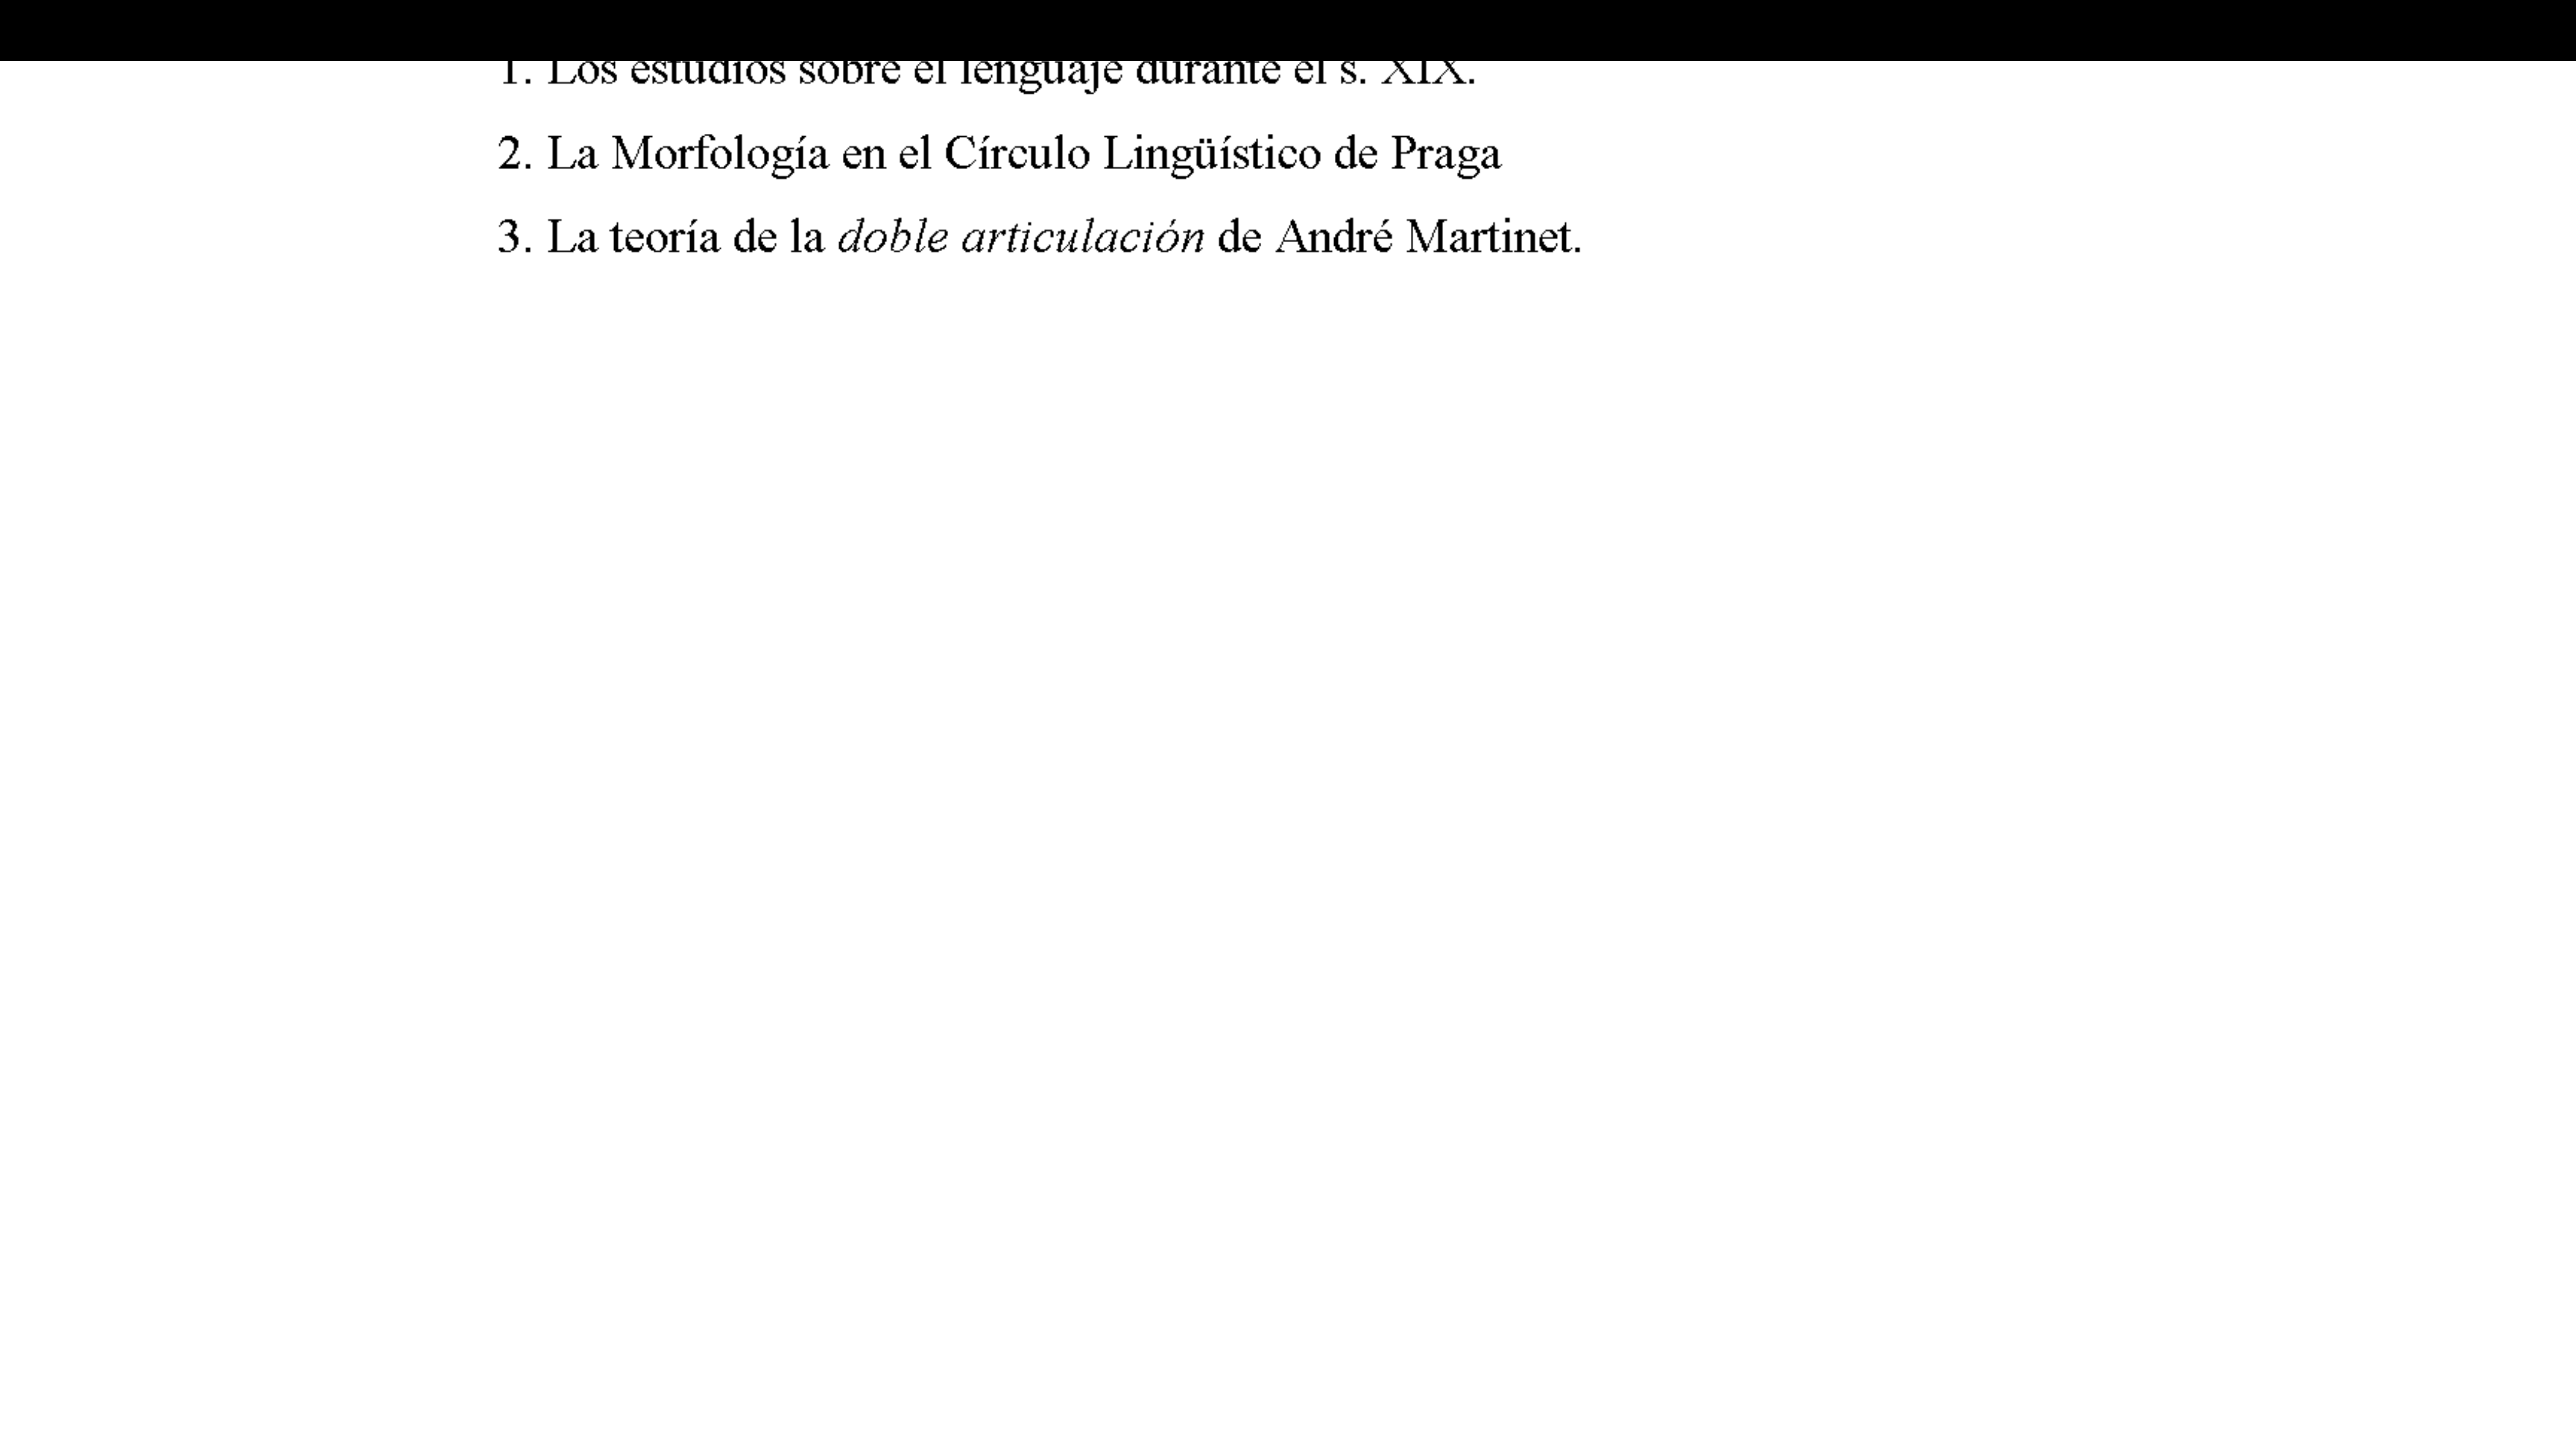 1. Los estudios sobre el lenguaje durante el s. XIX.
2. La Morfología en el Círculo Lingüístico de Praga
3. La teoría de la doble articulación de André Martinet.